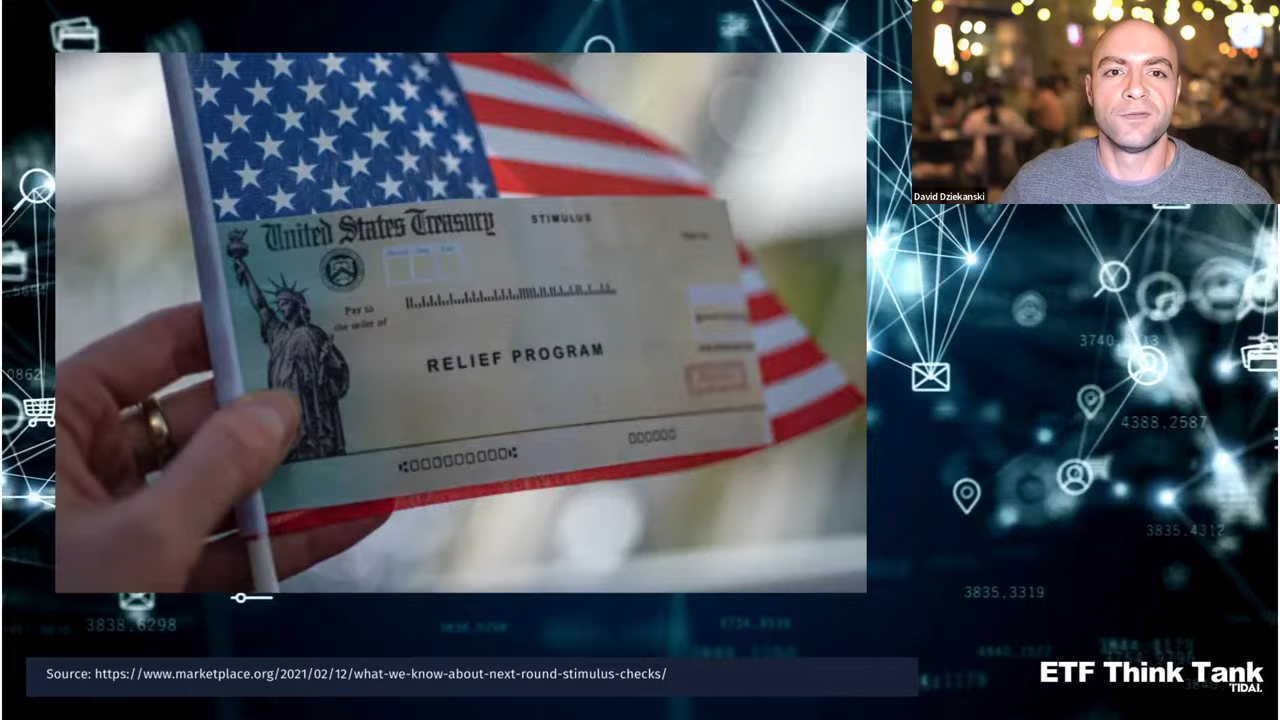 United States Treasury
STIMULUS
Pay to
the order of
RELIEF PROGRAM
000000
David Dziekanski
3740
4388.2587
3835.4312
3835.3319
3838.6298
0862
Source: https://www.marketplace.org/2021/02/12/what-we-know-about-next-round-stimulus-checks/
ETF Think Tank
TIDAL